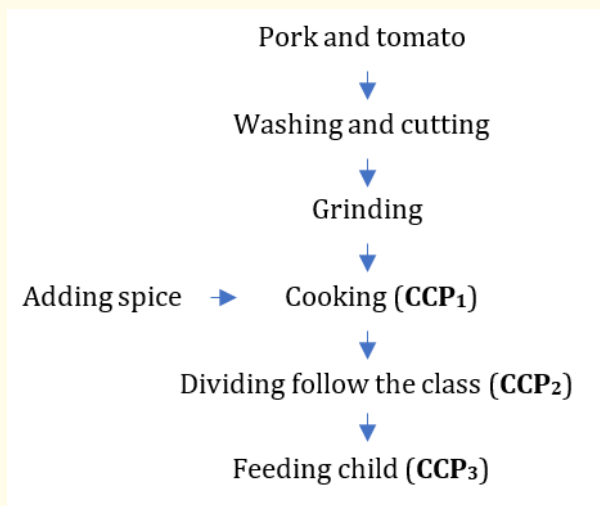 Pork and tomato
Washing and cutting
Grinding
Adding spice Cooking (CCP1)
Dividing follow the class (CCP2)
Feeding child (CCP3)